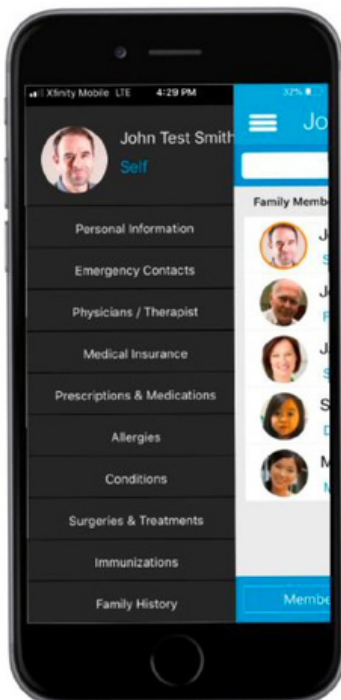 Xfinity Mobile LTE 4:29 PM 32%
John Test Smith
Self
Jo
Family Memb
Personal Information
Emergency Contacts
Physicians / Therapist
Medical Insurance
Prescriptions & Medications
Allergies
Conditions
Surgeries & Treatments
Immunizations
Family History
J
S
J
F
J
S
S
D
M
M
Membe